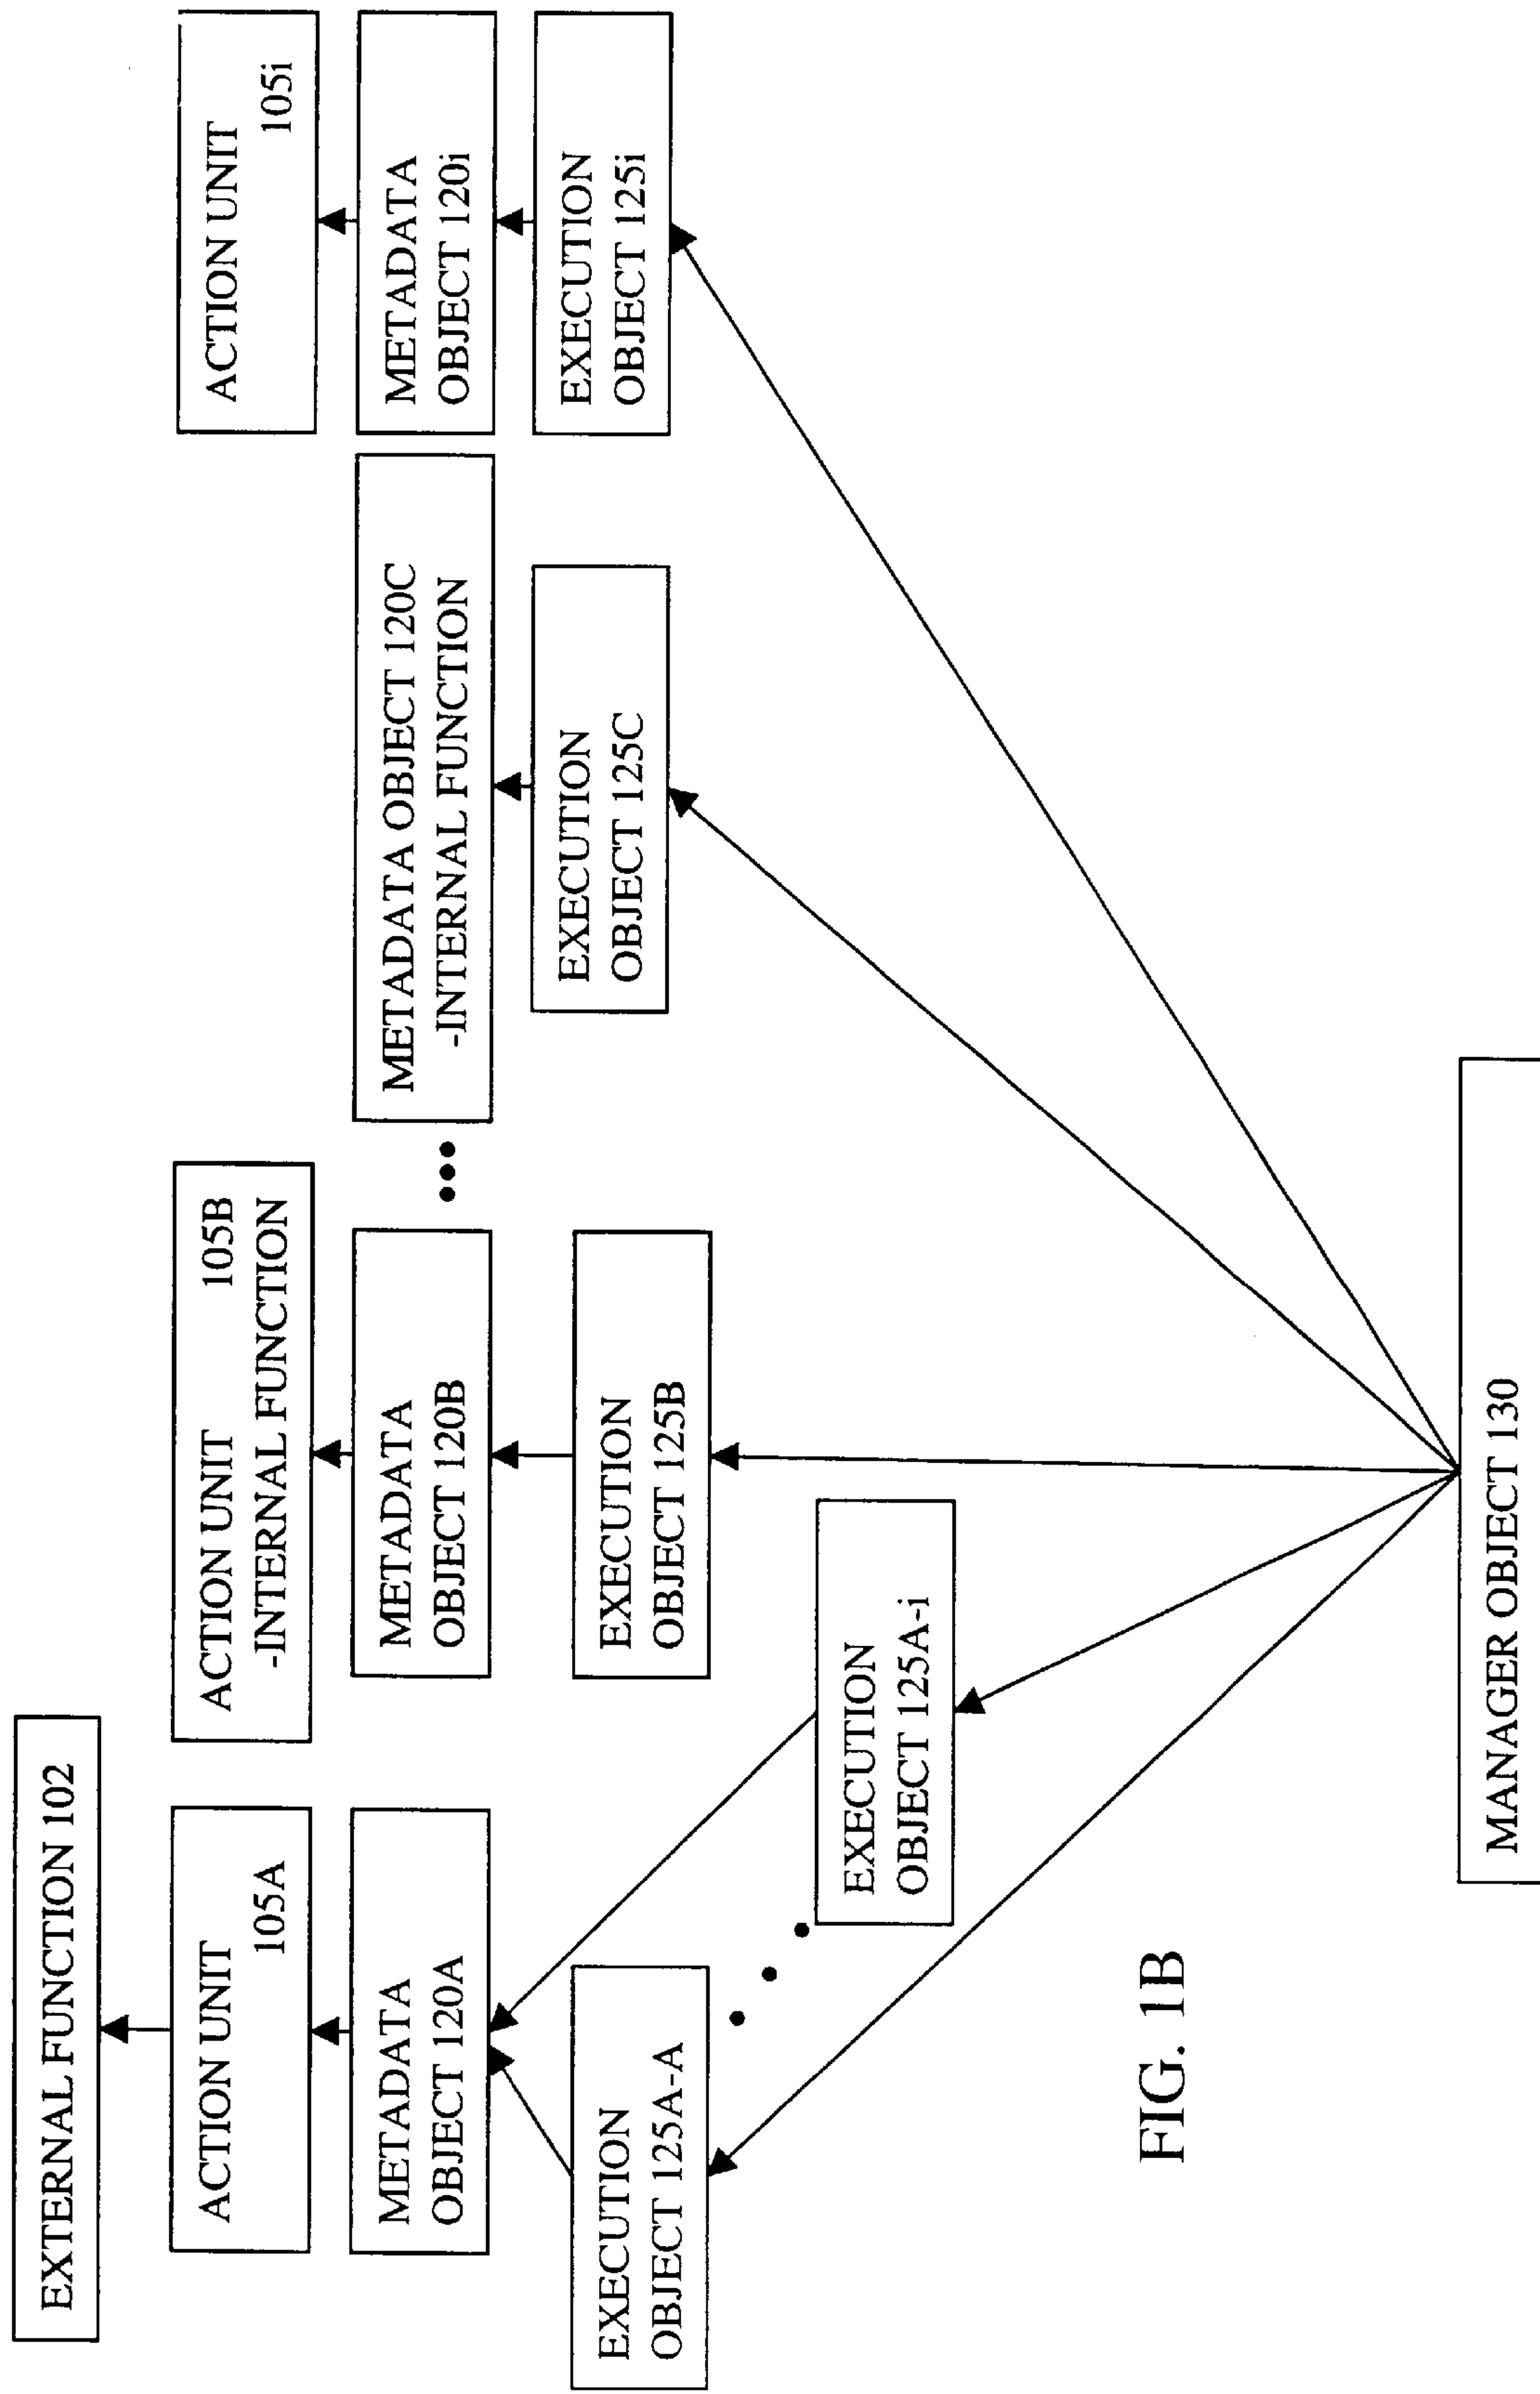 EXTERNAL FUNCTION 102
ACTION UNIT
105A
METADATA
OBJECT 120A
EXECUTION
OBJECT 125A-A
EXECUTION
OBJECT 125A-i
ACTION UNIT 105B
-INTERNAL FUNCTION
METADATA
OBJECT 120B
EXECUTION
OBJECT 125B
METADATA OBJECT 120C
-INTERNAL FUNCTION
EXECUTION
OBJECT 125C
ACTION UNIT
105i
METADATA
OBJECT 120i
EXECUTION
OBJECT 125i
MANAGER OBJECT 130
FIG. 1B